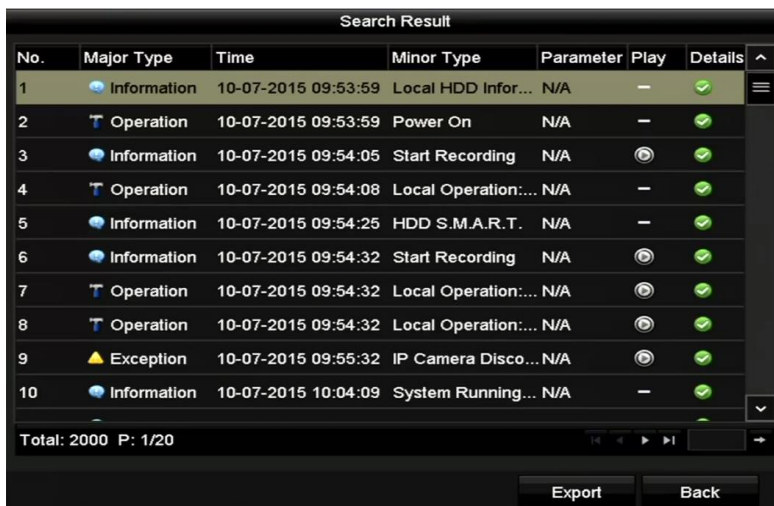 Search Result
No. Major Type Time Minor Type Parameter Play Details
1 Information 10-07-2015 09:53:59 Local HDD Infor... N/A –
2 Operation 10-07-2015 09:53:59 Power On N/A –
3 Information 10-07-2015 09:54:05 Start Recording N/A
4 Operation 10-07-2015 09:54:08 Local Operation:... N/A –
5 Information 10-07-2015 09:54:25 HDD S.M.A.R.T. N/A –
6 Information 10-07-2015 09:54:32 Start Recording N/A
7 Operation 10-07-2015 09:54:32 Local Operation:... N/A
8 Operation 10-07-2015 09:54:32 Local Operation:... N/A
9 Exception 10-07-2015 09:55:32 IP Camera Disco... N/A
10 Information 10-07-2015 10:04:09 System Running... N/A –
Total: 2000 P: 1/20
Export Back